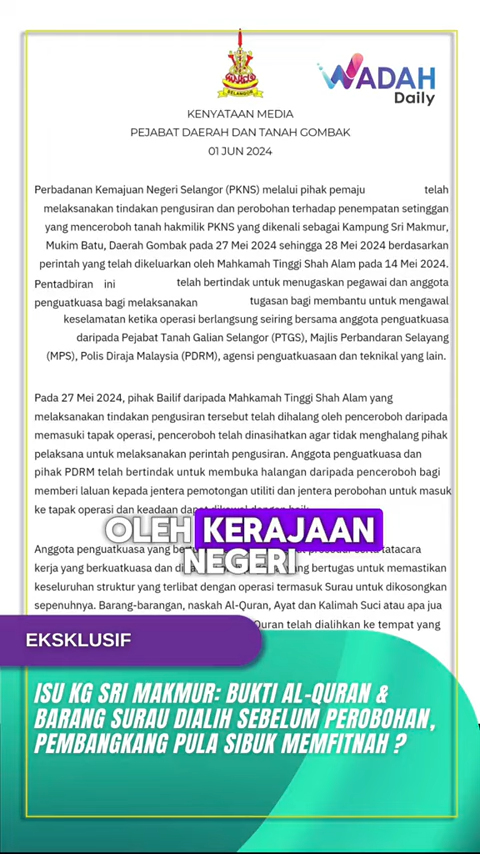 SELANGOR
WADAH
Daily
KENYATAAN MEDIA
PEJABAT DAERAH DAN TANAH GOMBAK
01 JUN 2024
Perbadanan Kemajuan Negeri Selangor (PKNS) melalui pihak pemaju telah
melaksanakan tindakan pengusiran dan perobohan terhadap penempatan setinggan
yang menceroboh tanah hakmilik PKNS yang dikenali sebagai Kampung Sri Makmur,
Mukim Batu, Daerah Gombak pada 27 Mei 2024 sehingga 28 Mei 2024 berdasarkan
perintah yang telah dikeluarkan oleh Mahkamah Tinggi Shah Alam pada 14 Mei 2024.
Pentadbiran ini telah bertindak untuk menugaskan pegawai dan anggota
penguatkuasa bagi melaksanakan tugasan bagi membantu untuk mengawal
keselamatan ketika operasi berlangsung seiring bersama anggota penguatkuasa
daripada Pejabat Tanah Galian Selangor (PTGS), Majlis Perbandaran Selayang
(MPS), Polis Diraja Malaysia (PDRM), agensi penguatkuasaan dan teknikal yang lain.
Pada 27 Mei 2024, pihak Bailif daripada Mahkamah Tinggi Shah Alam yang
melaksanakan tindakan pengusiran tersebut telah dihalang oleh penceroboh daripada
memasuki tapak operasi, penceroboh telah dinasihatkan agar tidak menghalang pihak
pelaksana untuk melaksanakan perintah pengusiran. Anggota penguatkuasa dan
pihak PDRM telah bertindak untuk membuka halangan daripada penceroboh bagi
memberi laluan kepada jentera pemotongan utiliti dan jentera perobohan untuk masuk
ke tapak operasi dan keadaan dapat dikawal dengan baik.
OLEH KERAJAAN
NEGERI
Anggota penguatkuasa yang tatacara
kerja yang berkuatkuasa dan yang bertugas untuk memastikan
keseluruhan struktur yang terlibat dengan operasi termasuk Surau untuk dikosongkan
sepenuhnya. Barang-barangan, naskah Al-Quran, Ayat dan Kalimah Suci atau apa jua
Quran telah dialihkan ke tempat yang
EKSKLUSIF
ISU KG SRI MAKMUR: BUKTI AL-QURAN &
BARANG SURAU DIALIH SEBELUM PEROBOHAN,
PEMBANGKANG PULA SIBUK MEMFITNAH ?